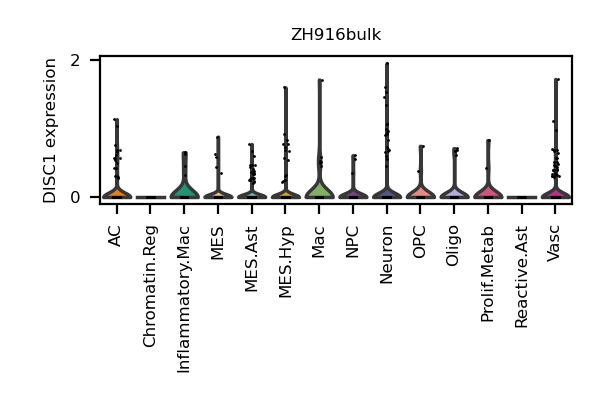 ZH916bulk
DISC1 expression
2
0
AC
Chromatin.Reg
Inflammatory.Mac
MES
MES.Ast
MES.Hyp
Mac
NPC
Neuron
OPC
Oligo
Prolif.Metab
Reactive.Ast
Vasc